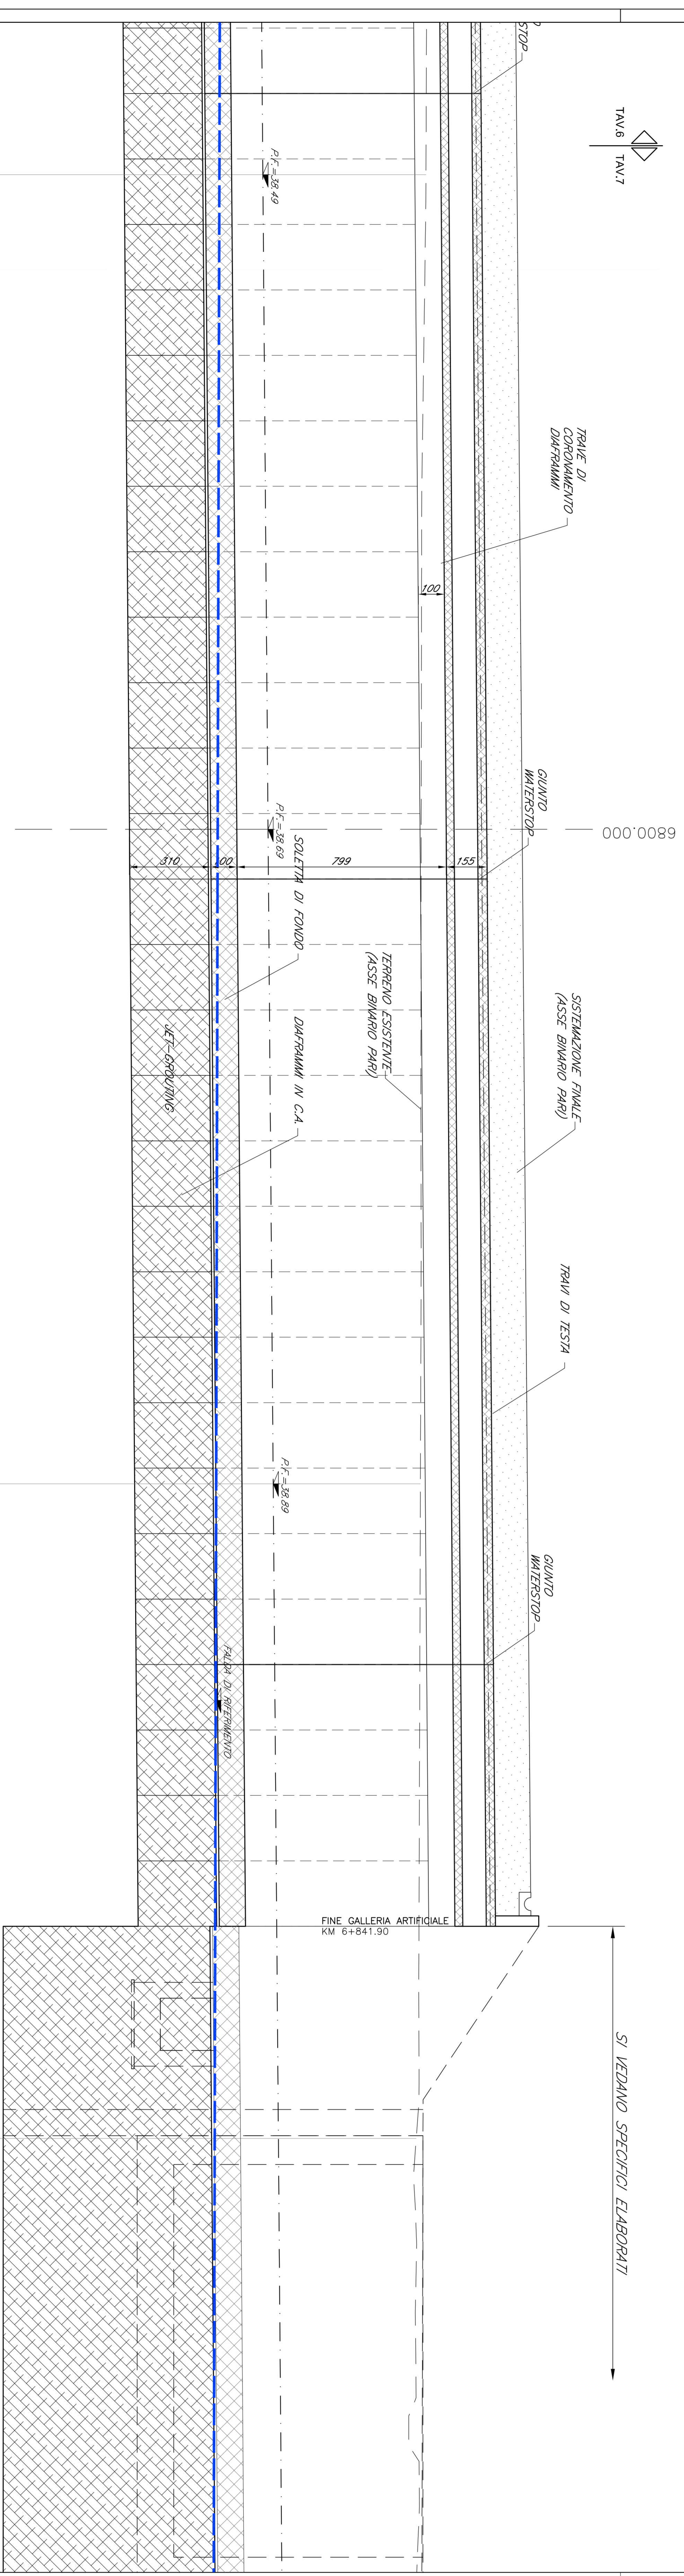 STOP
TAV.6
TAV.7
P.F.=38.49
TRAVE DI
CORONAMENTO
DIAFRAMMI
100
GIUNTO
WATERSTOP
6800.000
P.F.=38.69
SOLETTA DI FONDO
310
100
799
155
TERRENO ESISTENTE
(ASSE BINARIO PARI)
SISTEMAZIONE FINALE
(ASSE BINARIO PARI)
DIAFRAMMI IN C.A.
JET-GROUTING
TRAVI DI TESTA
P.F.=38.89
GIUNTO
WATERSTOP
FALDA DI RIFERIMENTO
FINE GALLERIA ARTIFICIALE
KM 6+841.90
SI VEDANO SPECIFICI ELABORATI